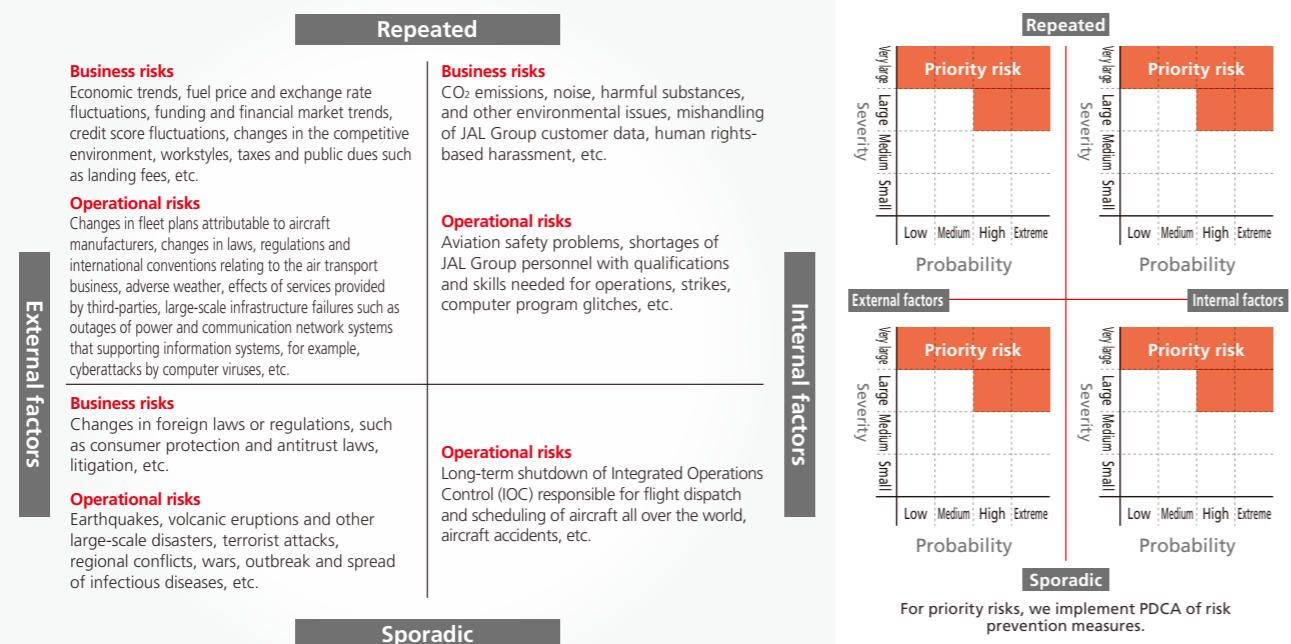 Repeated
Business risks
Economic trends, fuel price and exchange rate
fluctuations, funding and financial market trends,
credit score fluctuations, changes in the competitive
environment, workstyles, taxes and public dues such
as landing fees, etc.
Operational risks
Changes in fleet plans attributable to aircraft
manufacturers, changes in laws, regulations and
international conventions relating to the air transport
business, adverse weather, effects of services provided
by third-parties, large-scale infrastructure failures such as
outages of power and communication network systems
that supporting information systems, for example,
cyberattacks by computer viruses, etc.
Business risks
CO2 emissions, noise, harmful substances,
and other environmental issues, mishandling
of JAL Group customer data, human rights-
based harassment, etc.
Operational risks
Aviation safety problems, shortages of
JAL Group personnel with qualifications
and skills needed for operations, strikes,
computer program glitches, etc.
External factors
Internal factors
Business risks
Changes in foreign laws or regulations, such
as consumer protection and antitrust laws,
litigation, etc.
Operational risks
Earthquakes, volcanic eruptions and other
large-scale disasters, terrorist attacks,
regional conflicts, wars, outbreak and spread
of infectious diseases, etc.
Operational risks
Long-term shutdown of Integrated Operations
Control (IOC) responsible for flight dispatch
and scheduling of aircraft all over the world,
aircraft accidents, etc.
Sporadic
Repeated
Priority risk
Severity
Very large
Large
Medium
Small
Low Medium High Extreme
Probability
Priority risk
Severity
Very large
Large
Medium
Small
Low Medium High Extreme
Probability
External factors
Internal factors
Priority risk
Severity
Very large
Large
Medium
Small
Low Medium High Extreme
Probability
Priority risk
Severity
Very large
Large
Medium
Small
Low Medium High Extreme
Probability
Sporadic
For priority risks, we implement PDCA of risk
prevention measures.